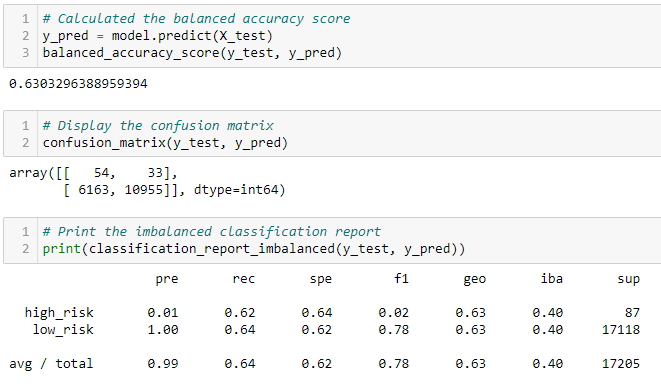 1 # Calculated the balanced accuracy score
2 y_pred = model.predict(X_test)
3 balanced_accuracy_score(y_test, y_pred)
0.6303296388959394
1 # Display the confusion matrix
2 confusion_matrix(y_test, y_pred)
array([[   54,    33],
       [ 6163, 10955]], dtype=int64)
1 # Print the imbalanced classification report
2 print(classification_report_imbalanced(y_test, y_pred))
pre rec spe f1 geo iba sup
high_risk 0.01 0.62 0.64 0.02 0.63 0.40 87
low_risk 1.00 0.64 0.62 0.78 0.63 0.40 17118
avg / total 0.99 0.64 0.62 0.78 0.63 0.40 17205